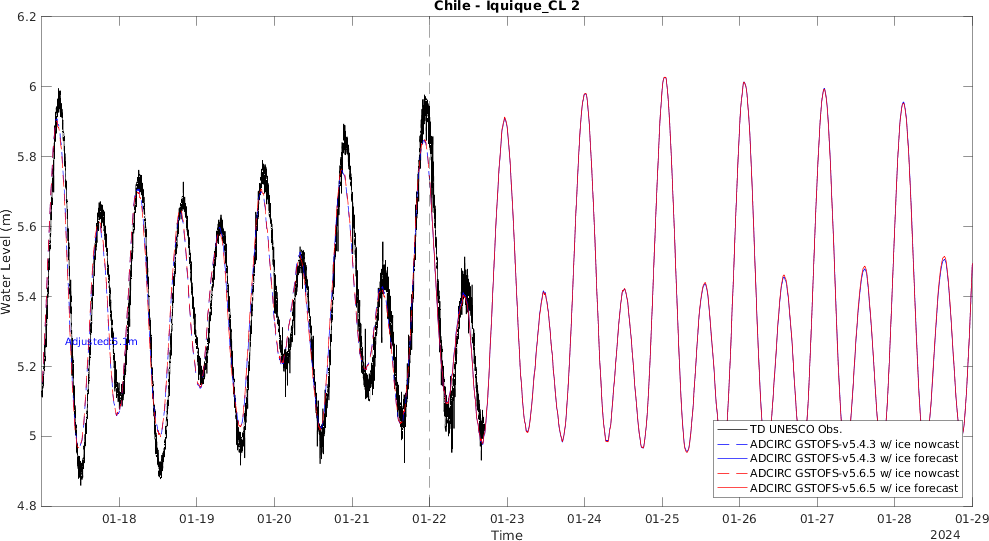 Chile - Iquique_CL 2
6.2
6
5.8
5.6
5.4
5.2
5
4.8
Water Level (m)
TD UNESCO Obs.
ADCIRC GSTOFS-v5.4.3 w/ ice nowcast
ADCIRC GSTOFS-v5.4.3 w/ ice forecast
ADCIRC GSTOFS-v5.6.5 w/ ice nowcast
ADCIRC GSTOFS-v5.6.5 w/ ice forecast
01-18 01-19 01-20 01-21 01-22 01-23 01-24 01-25 01-26 01-27 01-28 01-29
Time
2024